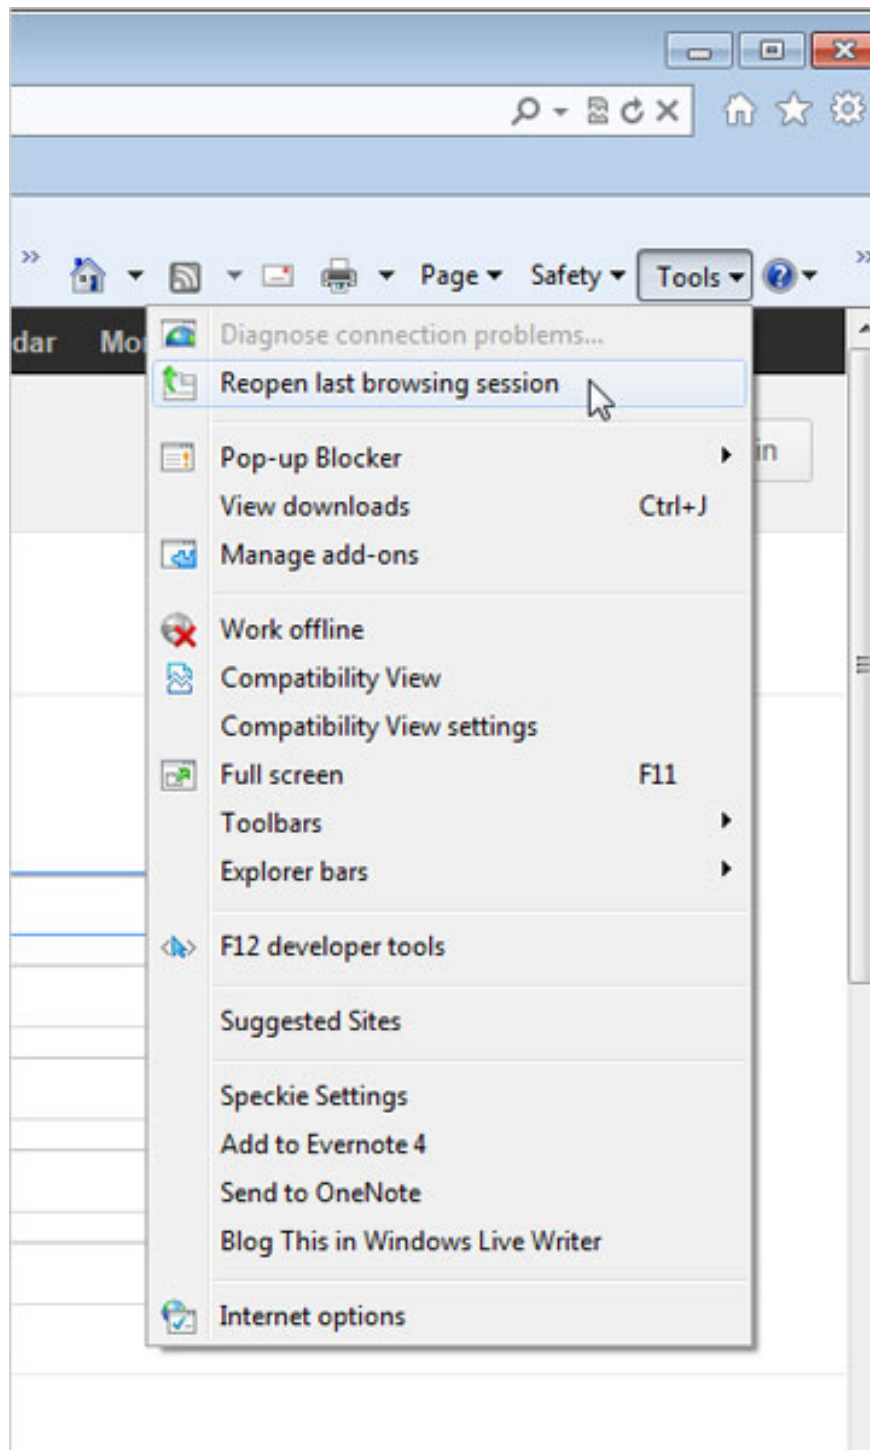 Page Safety Tools
dar Mor
Diagnose connection problems...
Reopen last browsing session
in
Pop-up Blocker
View downloads Ctrl+J
Manage add-ons
Work offline
Compatibility View
Compatibility View settings
Full screen F11
Toolbars
Explorer bars
F12 developer tools
Suggested Sites
Speckie Settings
Add to Evernote 4
Send to OneNote
Blog This in Windows Live Writer
Internet options